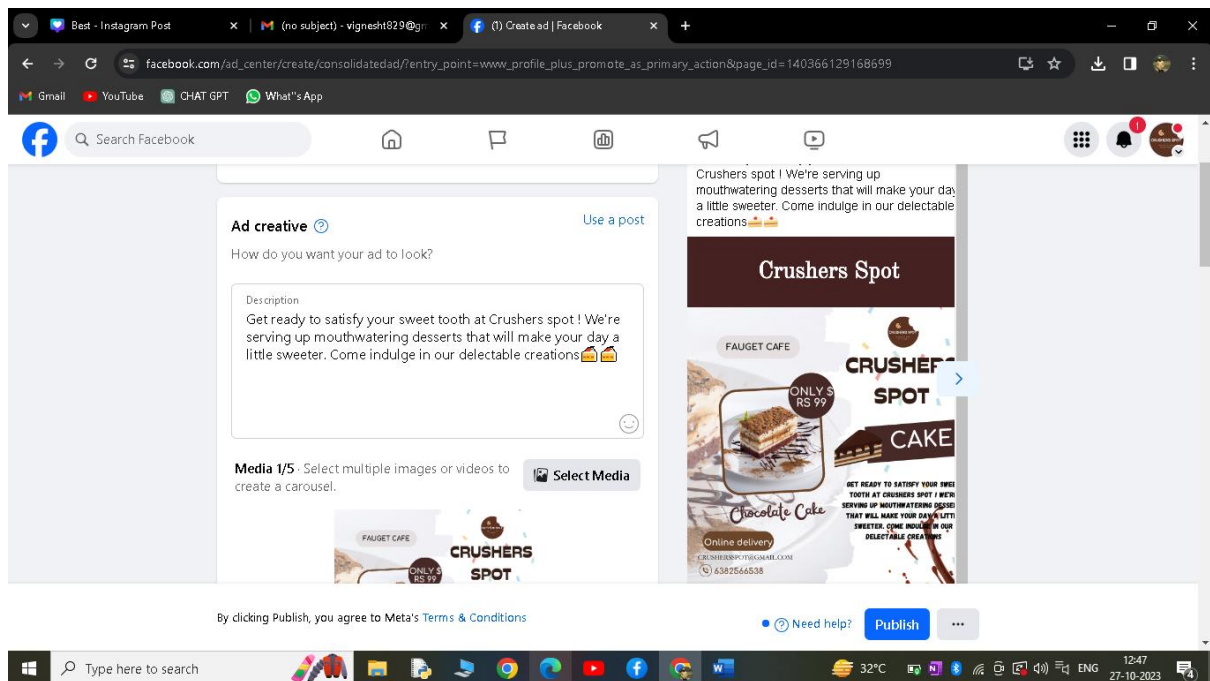 Best - Instagram Post
(no subject) - vignesht829@gm
(1) Create ad | Facebook
facebook.com/ad_center/create/consolidatedad/?entry_point=www_profile_plus_promote_as_primary_action&page_id=140366129168699
Gmail YouTube CHAT GPT What"s App
Search Facebook
1
Ad creative
Use a post
How do you want your ad to look?
Description
Get ready to satisfy your sweet tooth at Crushers spot ! We're
serving up mouthwatering desserts that will make your day a
little sweeter. Come indulge in our delectable creations🍰🍰
Media 1/5 · Select multiple images or videos to
create a carousel.
Select Media
FAUGET CAFE
CRUSHERS
SPOT
ONLY $
RS 99
Crushers spot ! We're serving up
mouthwatering desserts that will make your day
a little sweeter. Come indulge in our delectable
creations🍰🍰
Crushers Spot
FAUGET CAFE
CRUSHERS
SPOT
ONLY $
RS 99
CAKE
Chocolate Cake
GET READY TO SATISFY YOUR SWEE
TOOTH AT CRUSHERS SPOT ! WE'RE
SERVING UP MOUTHWATERING DESSE
THAT WILL MAKE YOUR DAY A LITTL
SWEETER. COME INDULGE IN OUR
DELECTABLE CREATIONS
Online delivery
CRUSHERSSPOT@GMAIL.COM
6382566538
By clicking Publish, you agree to Meta's Terms & Conditions
Need help?
Publish
Type here to search
32°C
ENG
12:47
27-10-2023
4